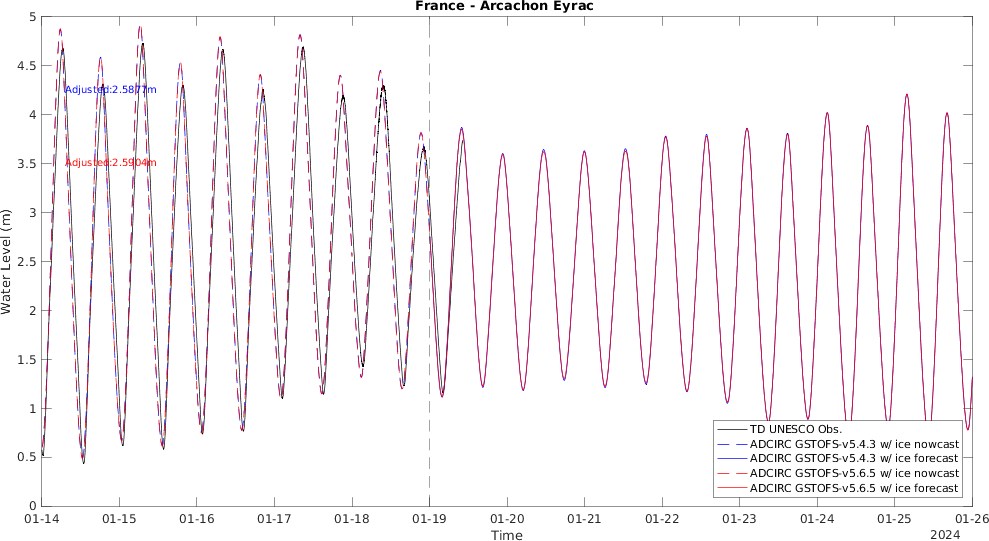 France - Arcachon Eyrac
5
4.5
4
3.5
3
2.5
2
1.5
1
0.5
0
Water Level (m)
Adjusted:2.5877m
Adjusted:2.5904m
TD UNESCO Obs.
ADCIRC GSTOFS-v5.4.3 w/ ice nowcast
ADCIRC GSTOFS-v5.4.3 w/ ice forecast
ADCIRC GSTOFS-v5.6.5 w/ ice nowcast
ADCIRC GSTOFS-v5.6.5 w/ ice forecast
01-14 01-15 01-16 01-17 01-18 01-19 01-20 01-21 01-22 01-23 01-24 01-25 01-26
Time
2024